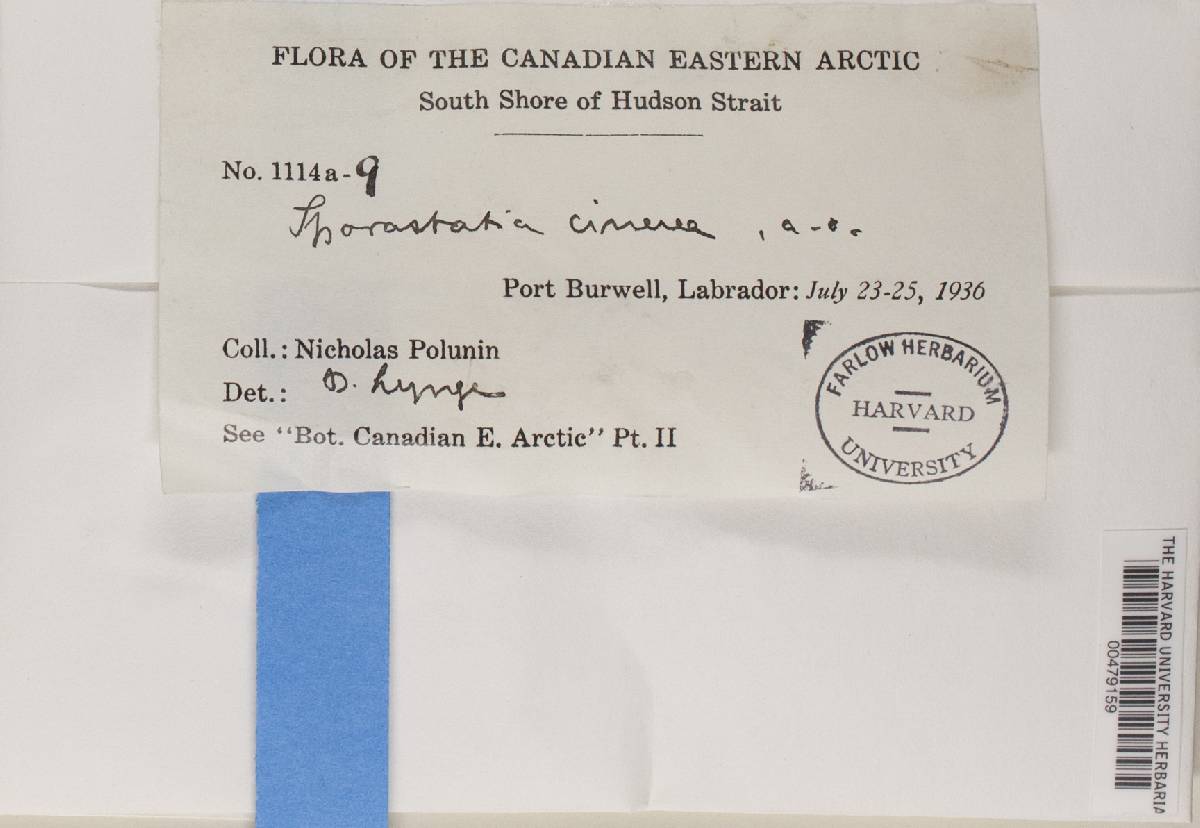 FLORA OF THE CANADIAN EASTERN ARCTIC
South Shore of Hudson Strait
No. 1114a-9
Sporastatia cinerea , a.o.
Port Burwell, Labrador: July 23-25, 1936
Coll.: Nicholas Polunin
Det.: B. Lynge
See "Bot. Canadian E. Arctic" Pt. II
FARLOW HERBARIUM
HARVARD
UNIVERSITY
THE HARVARD UNIVERSITY HERBARIA
00479159